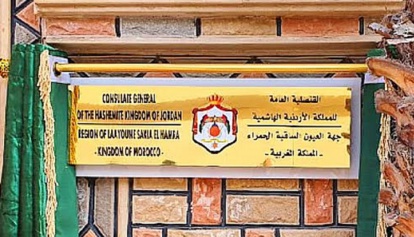 CONSULATE GENERAL
OF THE HASHEMITE KINGDOM OF JORDAN
REGION OF LAAYOUNE SAKIA EL HAMRA
- KINGDOM OF MOROCCO -
القنصلية العامة
للمملكة الأردنية الهاشمية
جهة العيون الساقية الحمراء
- المملكة المغربية -